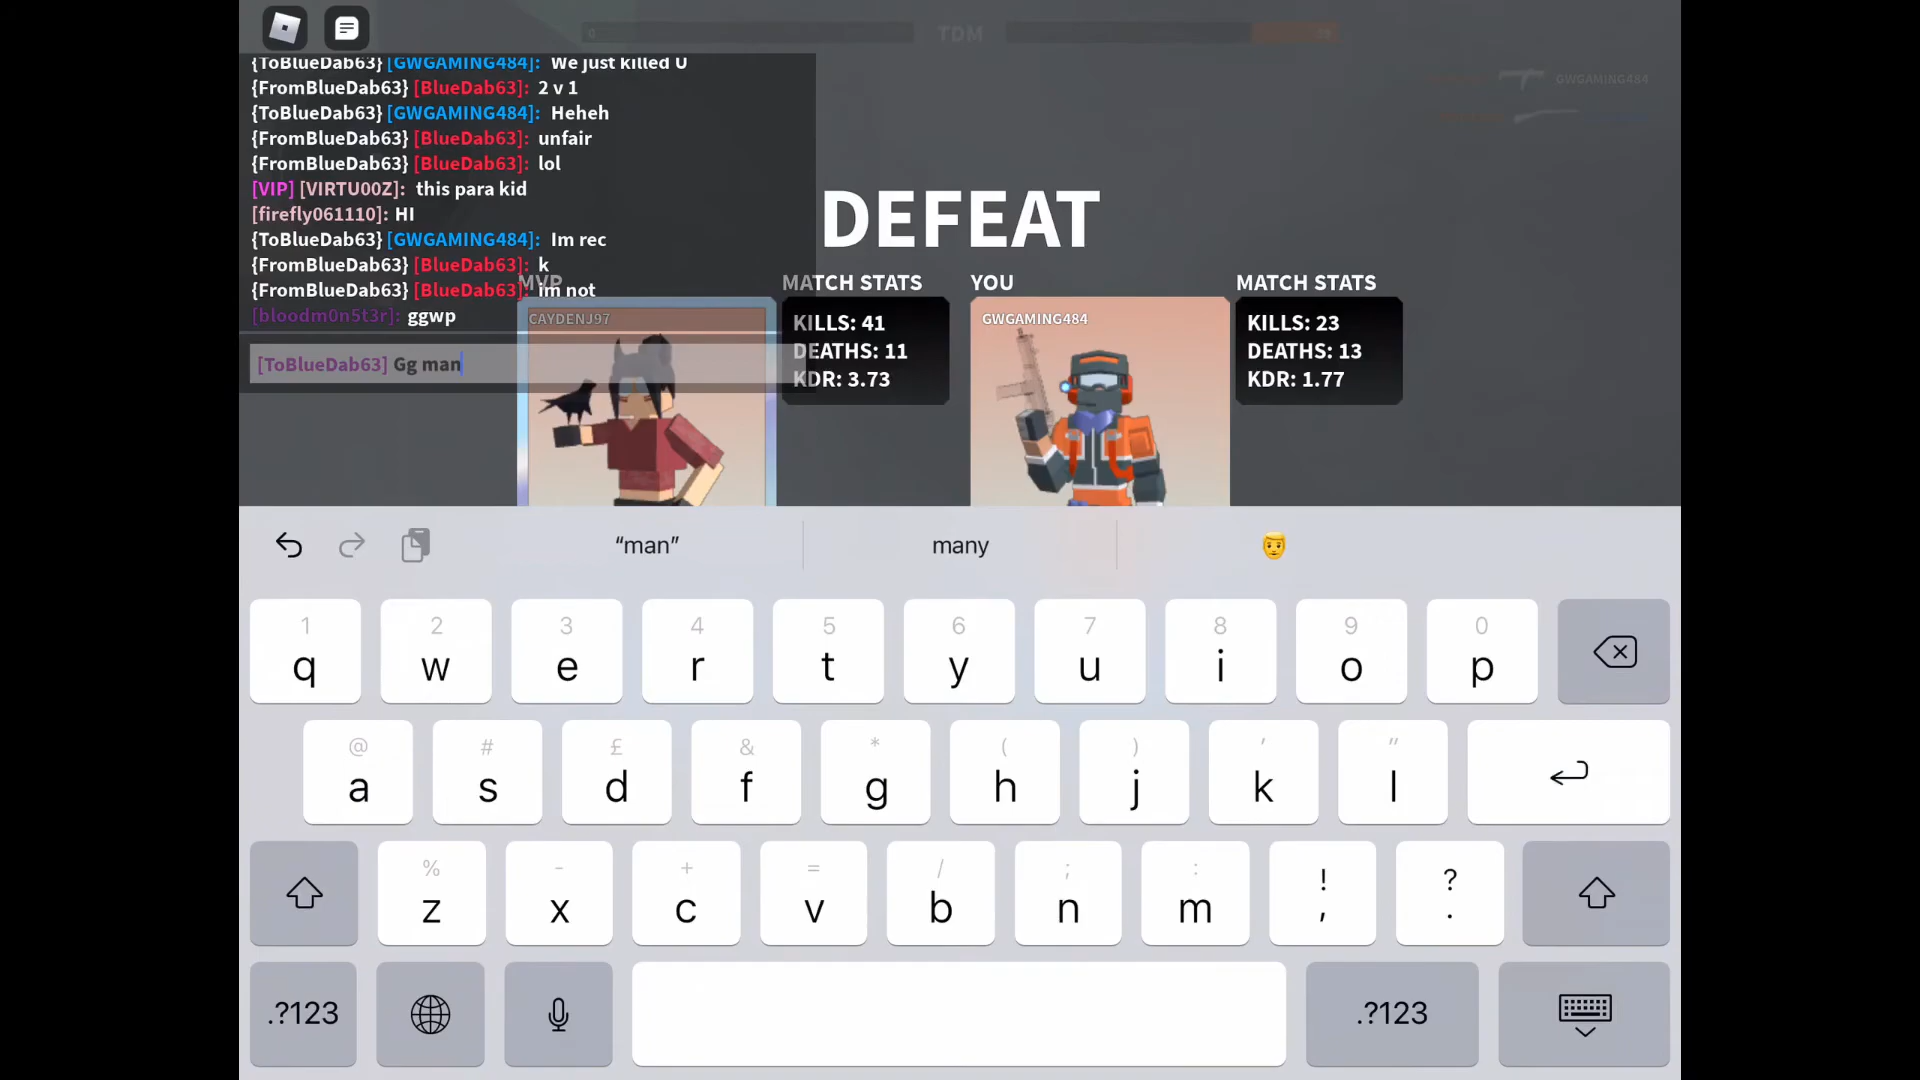 TDM
0
{ToBlueDab63} [GWGAMING484]: We just killed U
{FromBlueDab63} [BlueDab63]: 2 v 1
{ToBlueDab63} [GWGAMING484]: Heheh
{FromBlueDab63} [BlueDab63]: unfair
{FromBlueDab63} [BlueDab63]: lol
[VIP] [VIRTU00Z]: this para kid
[firefly061110]: HI
{ToBlueDab63} [GWGAMING484]: Im rec
{FromBlueDab63} [BlueDab63]: k
{FromBlueDab63} [BlueDab63]: im not
[bloodm0n5t3r]: ggwp
[ToBlueDab63] Gg man
GWGAMING484
DEFEAT
MVP
CAYDENJ97
MATCH STATS
KILLS: 41
DEATHS: 11
KDR: 3.73
YOU
GWGAMING484
MATCH STATS
KILLS: 23
DEATHS: 13
KDR: 1.77
“man” many
1 2 3 4 5 6 7 8 9 0
q w e r t y u i o p
@ # £ & * ( ) ' "
a s d f g h j k l
% - + = / ; : ! ?
z x c v b n m , .
.?123 .?123